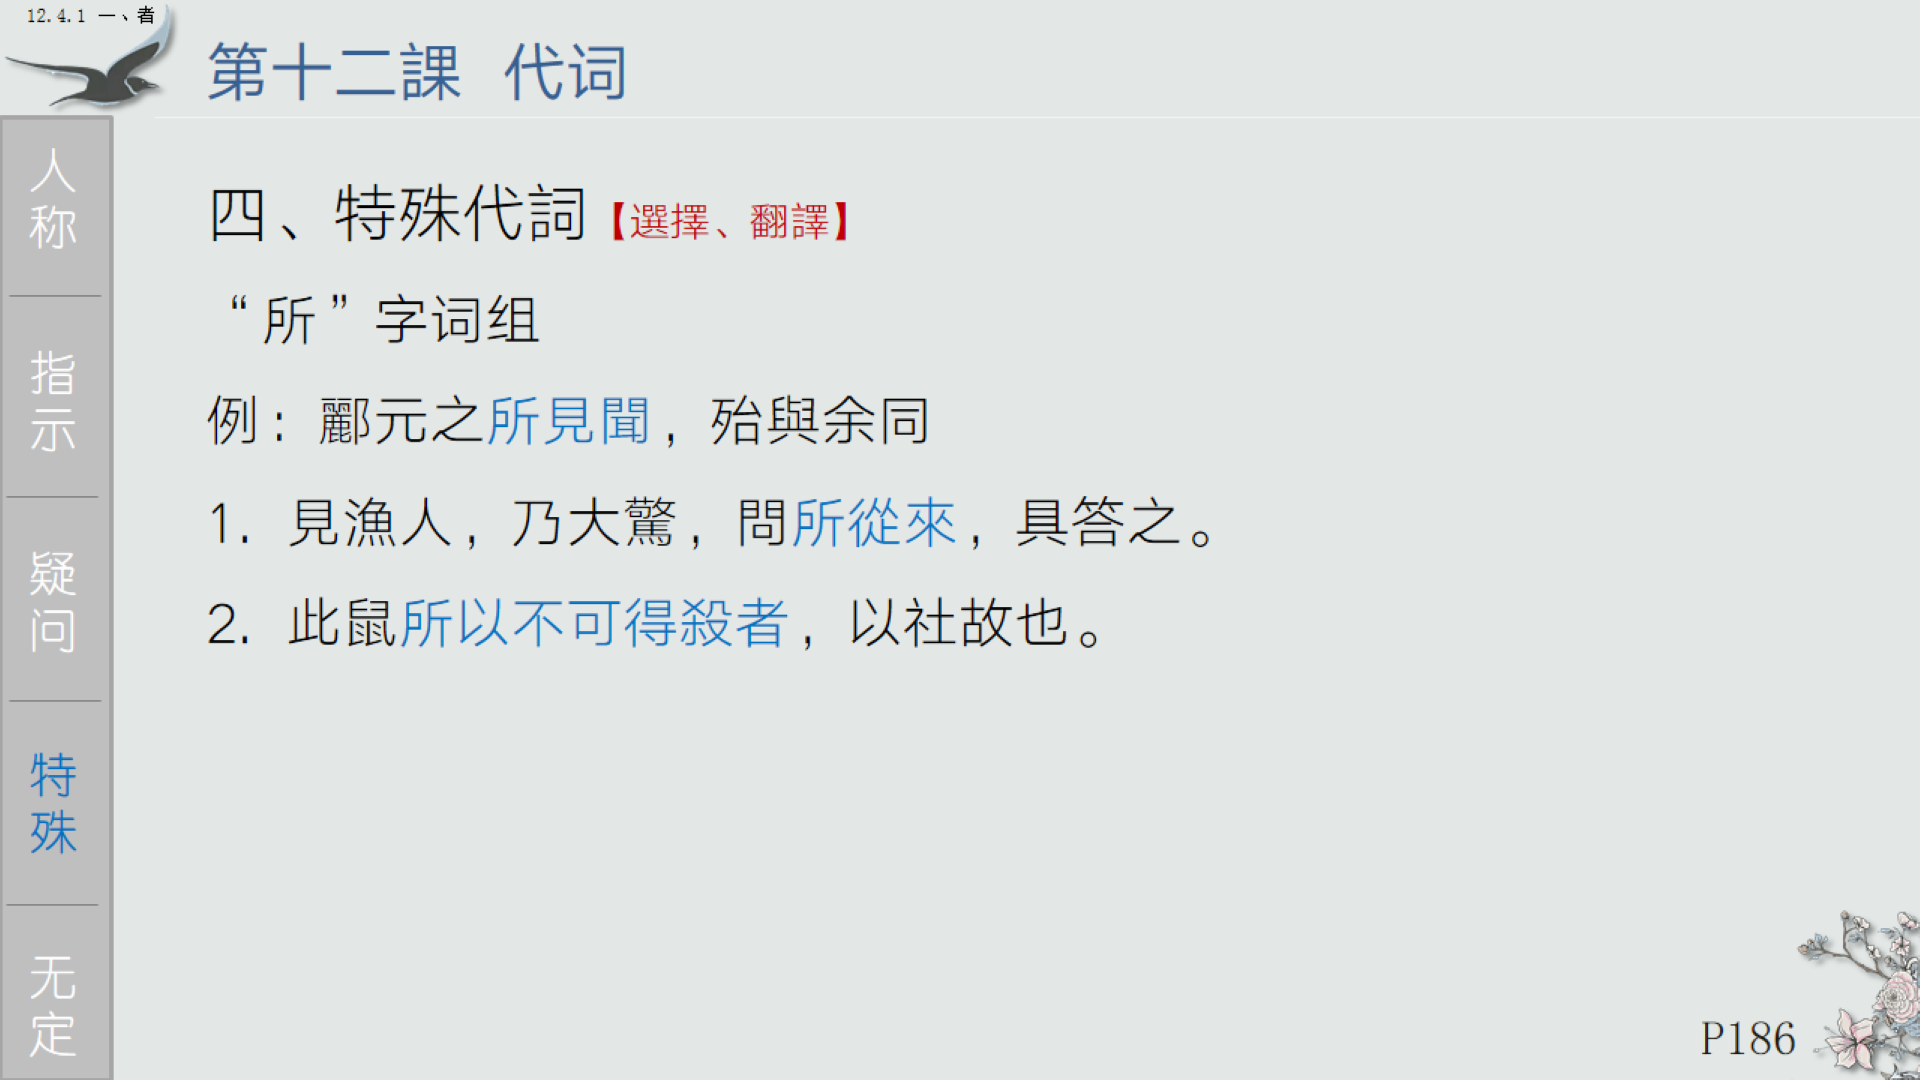 12.4.1 一、者
第十二課 代词
人称
指示
疑问
特殊
无定
四、特殊代詞【選擇、翻譯】
“所”字词组
例：酈元之所見聞，殆與余同
1. 見漁人，乃大驚，問所從來，具答之。
2. 此鼠所以不可得殺者，以社故也。
P186